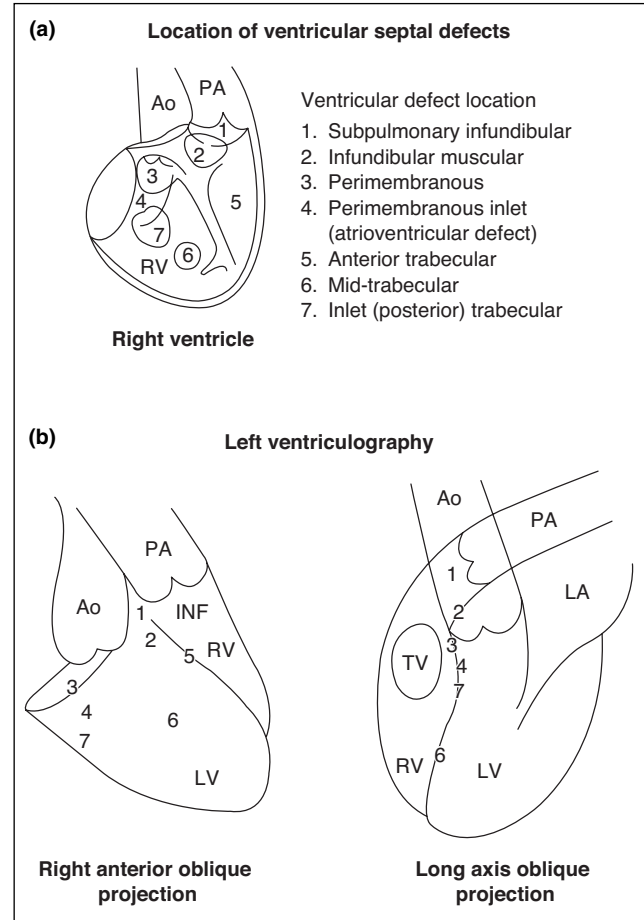 (a) Location of ventricular septal defects
Ao
PA
1
2
3
4
5
7
6
RV
Right ventricle
Ventricular defect location
1. Subpulmonary infundibular
2. Infundibular muscular
3. Perimembranous
4. Perimembranous inlet
(atrioventricular defect)
5. Anterior trabecular
6. Mid-trabecular
7. Inlet (posterior) trabecular
(b) Left ventriculography
PA
Ao
1
INF
2
5
RV
3
4
6
7
LV
Right anterior oblique
projection
Ao
PA
1
LA
2
3
TV
4
7
6
RV
LV
Long axis oblique
projection